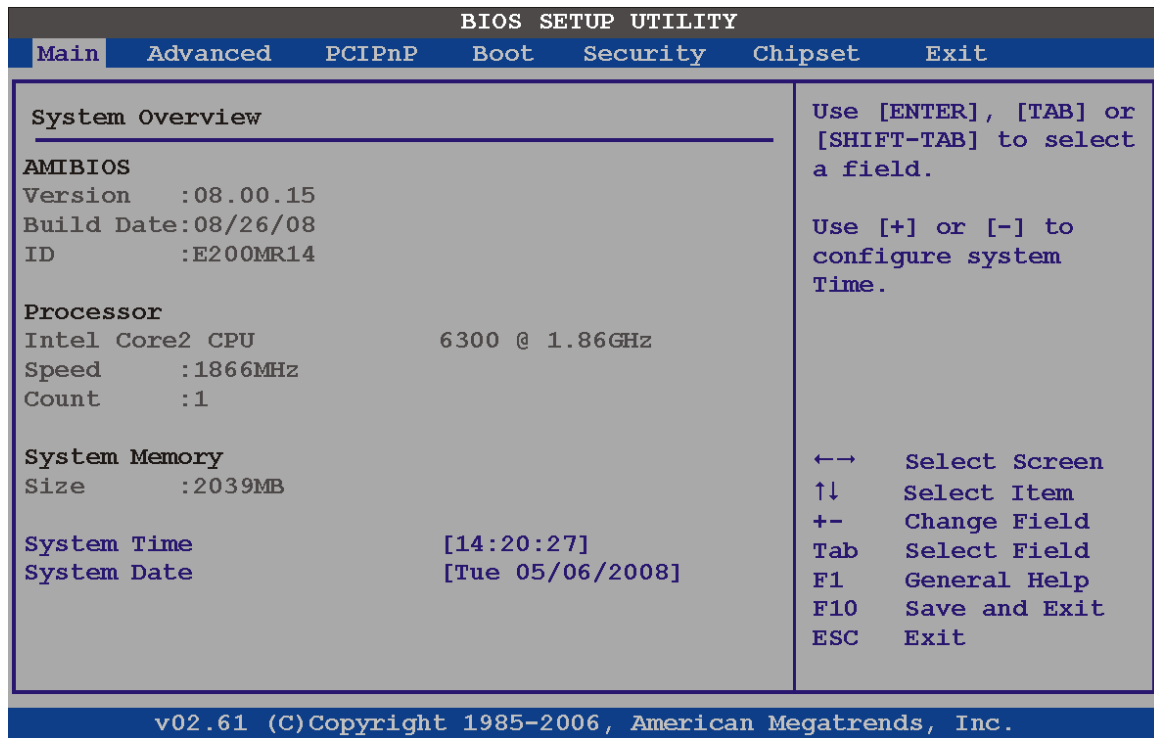 BIOS SETUP UTILITY
Main Advanced PCIPnP Boot Security Chipset Exit
System Overview
AMIBIOS
Version :08.00.15
Build Date:08/26/08
ID :E200MR14
Processor
Intel Core2 CPU 6300 @ 1.86GHz
Speed :1866MHz
Count :1
System Memory
Size :2039MB
System Time [14:20:27]
System Date [Tue 05/06/2008]
Use [ENTER], [TAB] or
[SHIFT-TAB] to select
a field.
Use [+] or [-] to
configure system
Time.
←→ Select Screen
↑↓ Select Item
+- Change Field
Tab Select Field
F1 General Help
F10 Save and Exit
ESC Exit
v02.61 (C)Copyright 1985-2006, American Megatrends, Inc.